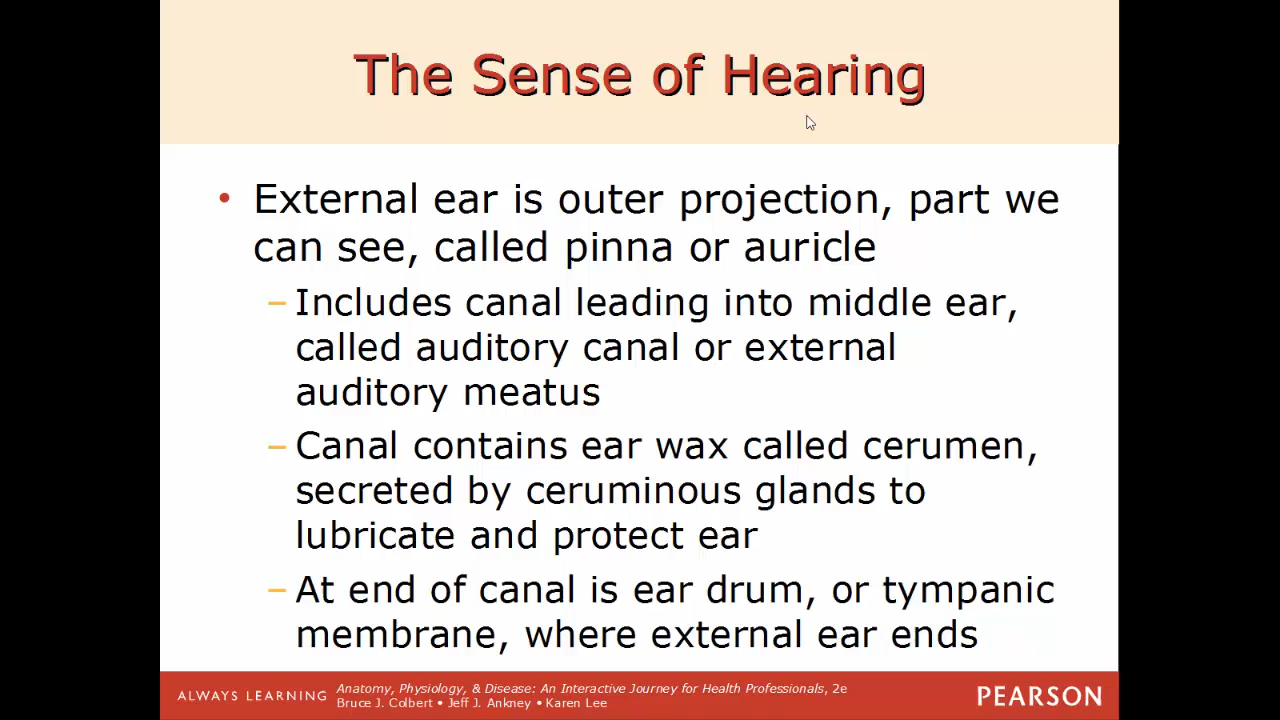 The Sense of Hearing
• External ear is outer projection, part we
can see, called pinna or auricle
– Includes canal leading into middle ear,
called auditory canal or external
auditory meatus
– Canal contains ear wax called cerumen,
secreted by ceruminous glands to
lubricate and protect ear
– At end of canal is ear drum, or tympanic
membrane, where external ear ends
ALWAYS LEARNING
Anatomy, Physiology, & Disease: An Interactive Journey for Health Professionals, 2e
Bruce J. Colbert • Jeff J. Ankney • Karen Lee
PEARSON